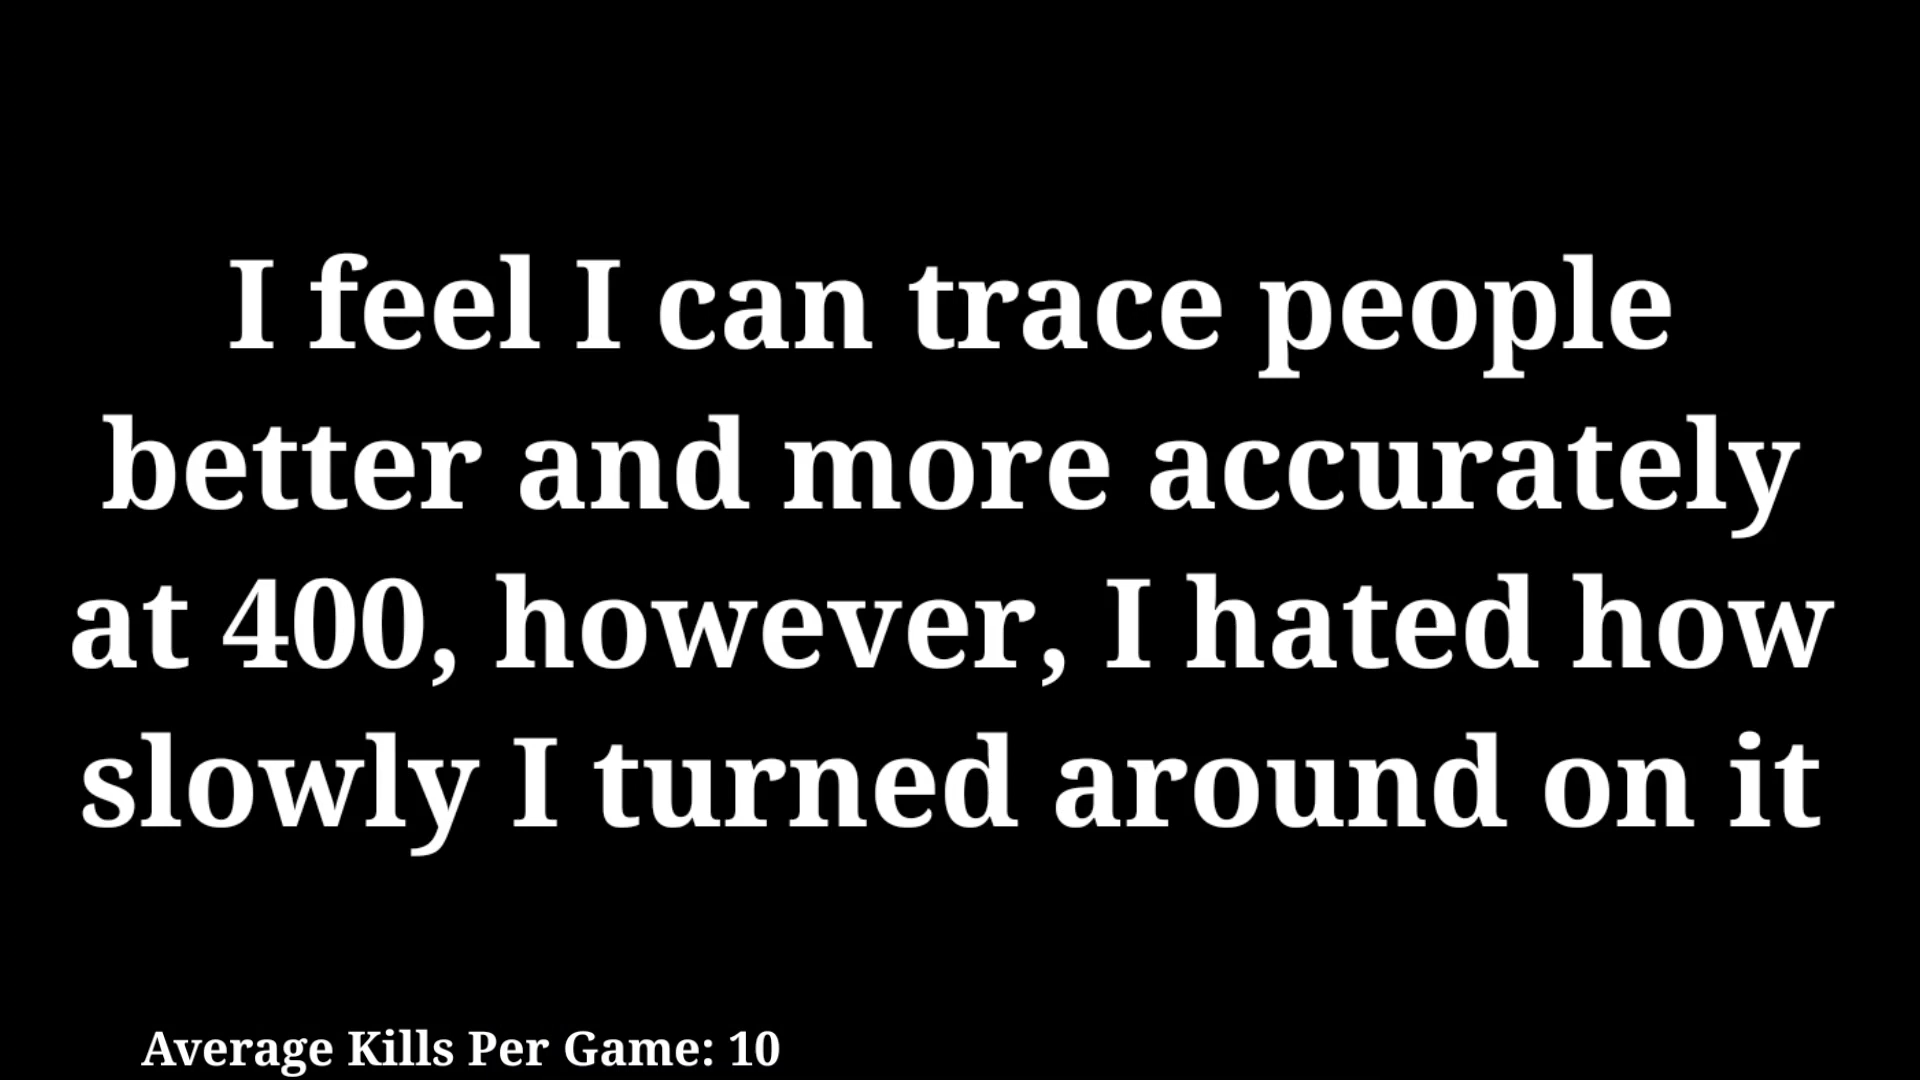 I feel I can trace people
better and more accurately
at 400, however, I hated how
slowly I turned around on it
Average Kills Per Game: 10